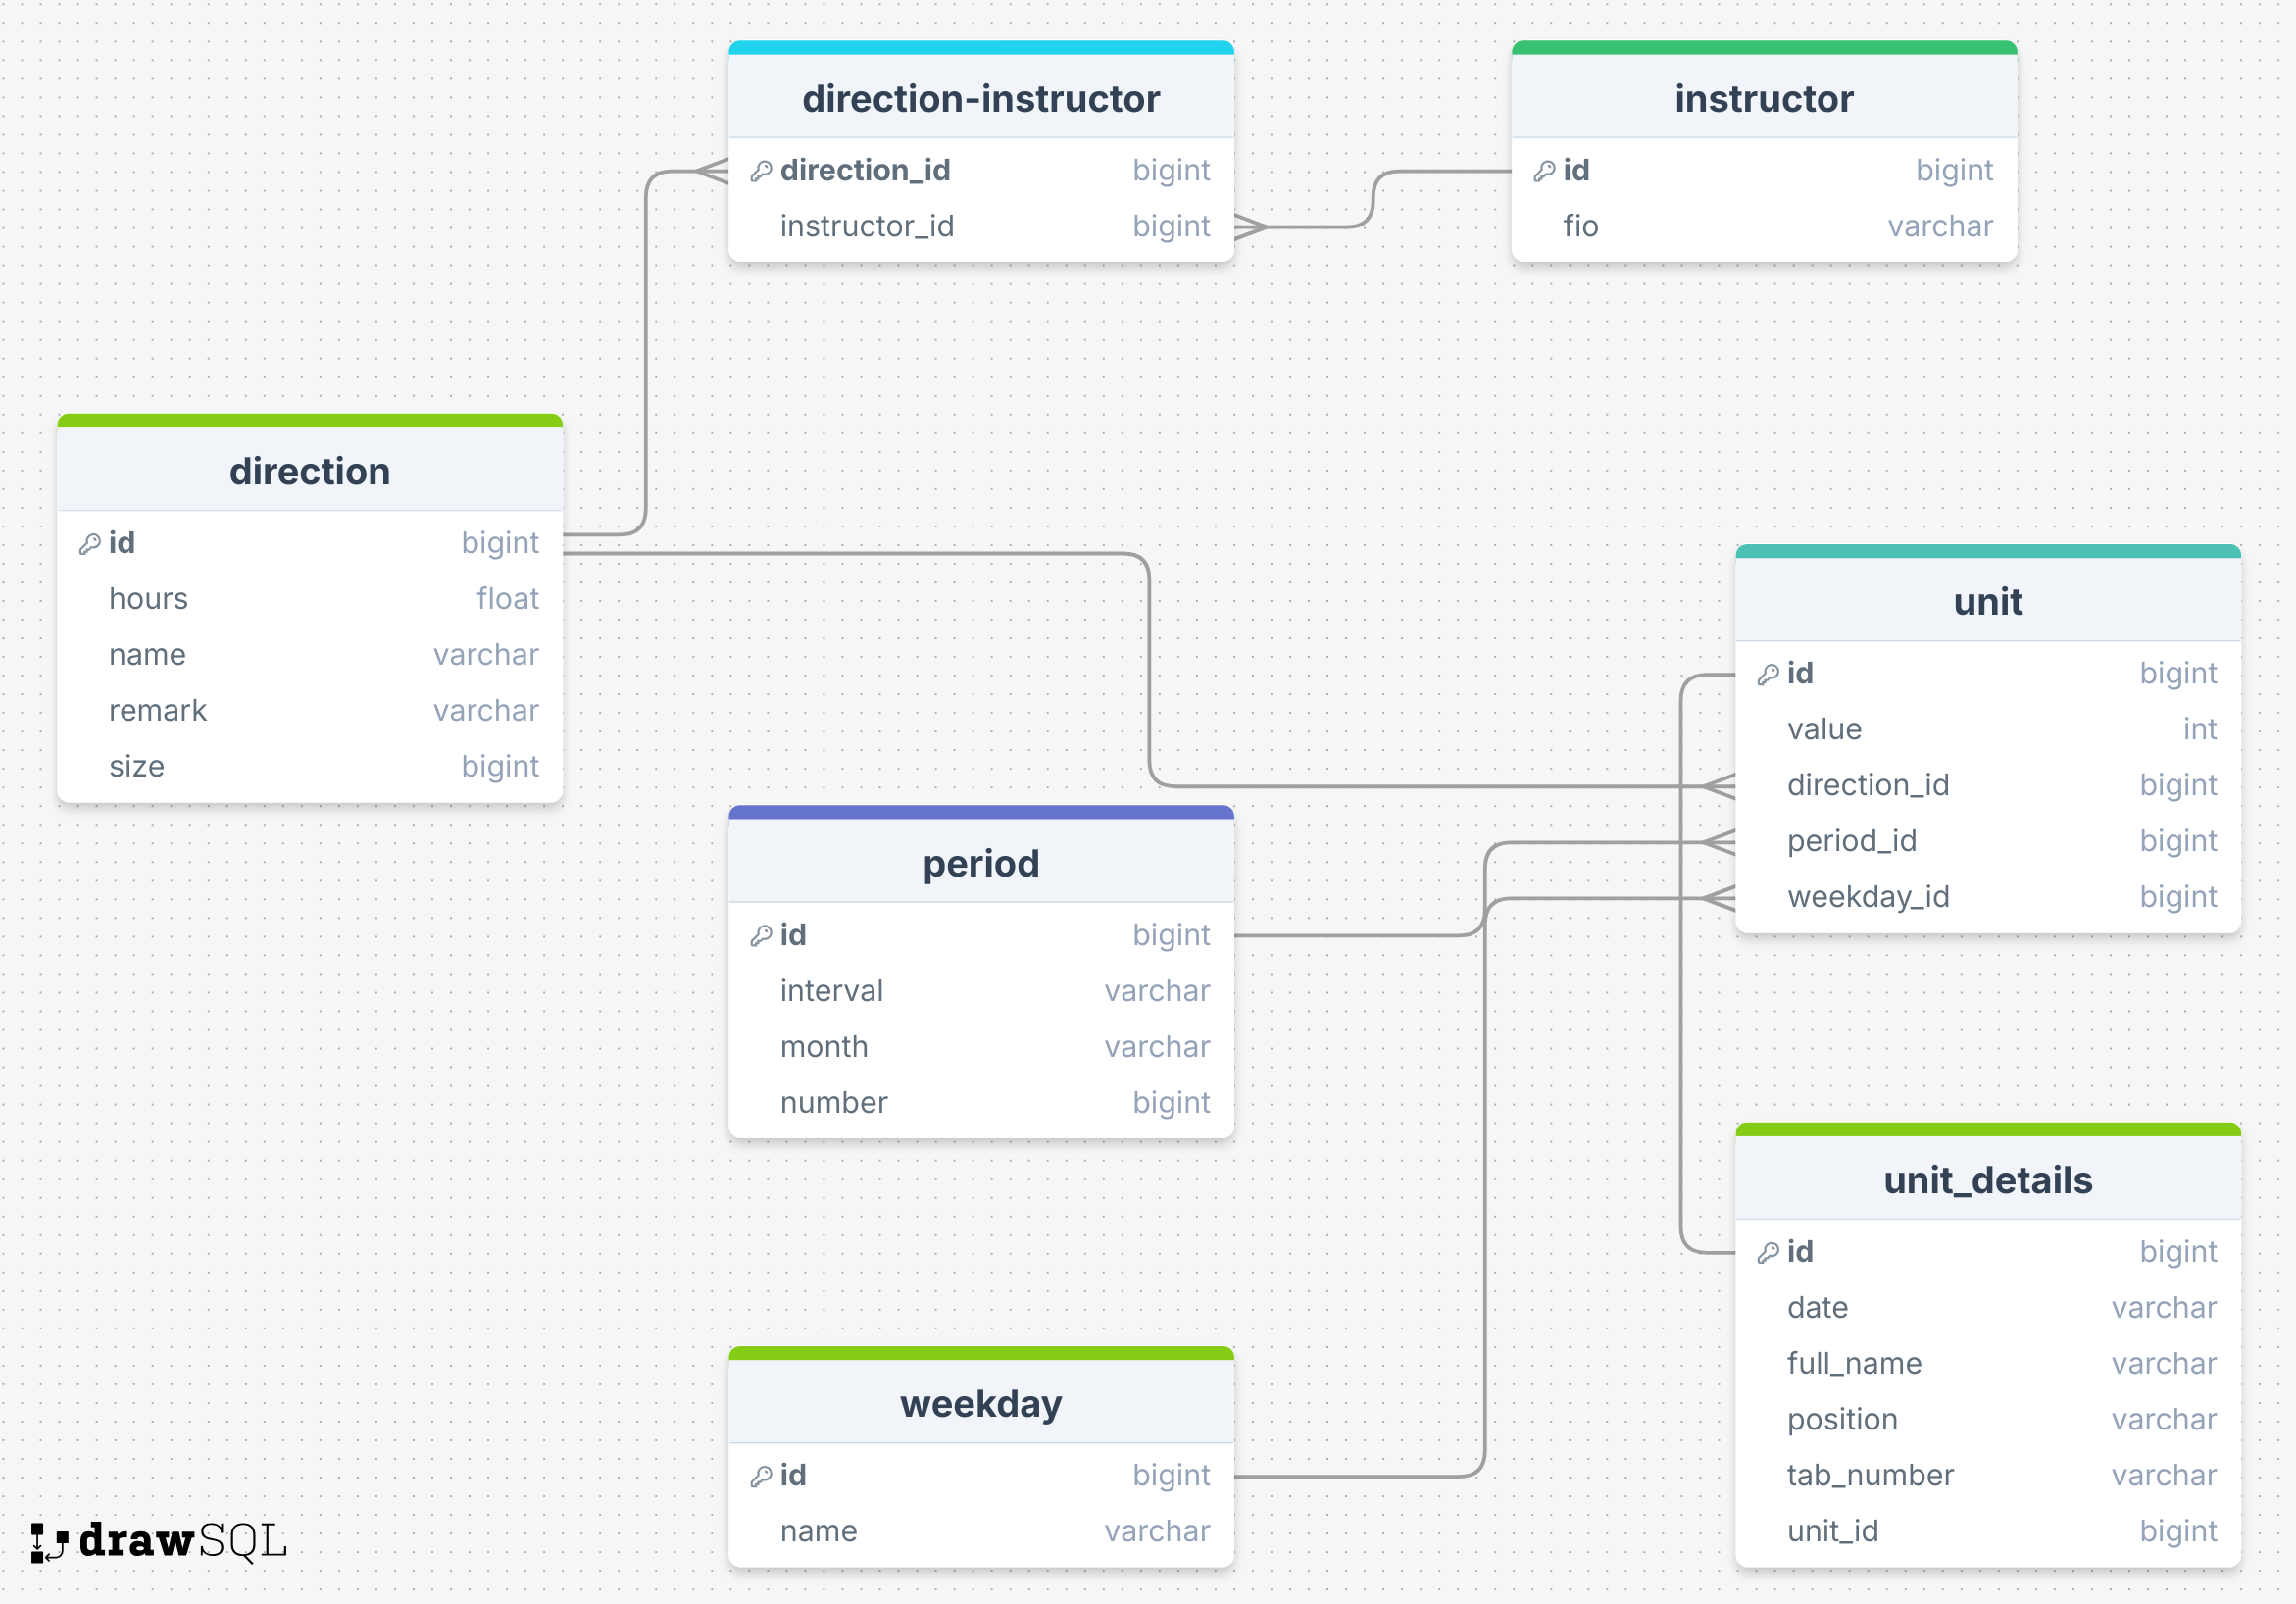 direction-instructor
direction_id bigint
instructor_id bigint
instructor
id bigint
fio varchar
direction
id bigint
hours float
name varchar
remark varchar
size bigint
unit
id bigint
value int
direction_id bigint
period_id bigint
weekday_id bigint
period
id bigint
interval varchar
month varchar
number bigint
unit_details
id bigint
date varchar
full_name varchar
position varchar
tab_number varchar
unit_id bigint
weekday
id bigint
name varchar
drawSQL